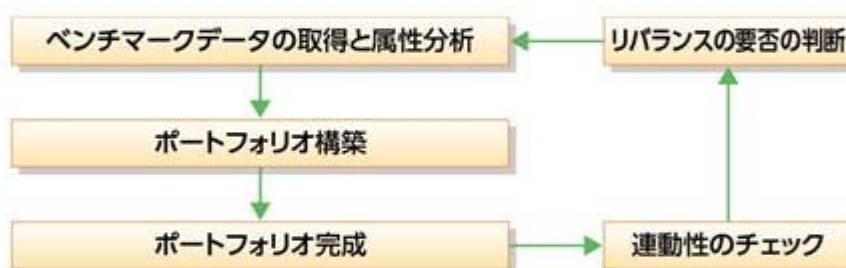 ベンチマークデータの取得と属性分析
リバランスの要否の判断
ポートフォリオ構築
ポートフォリオ完成
連動性のチェック